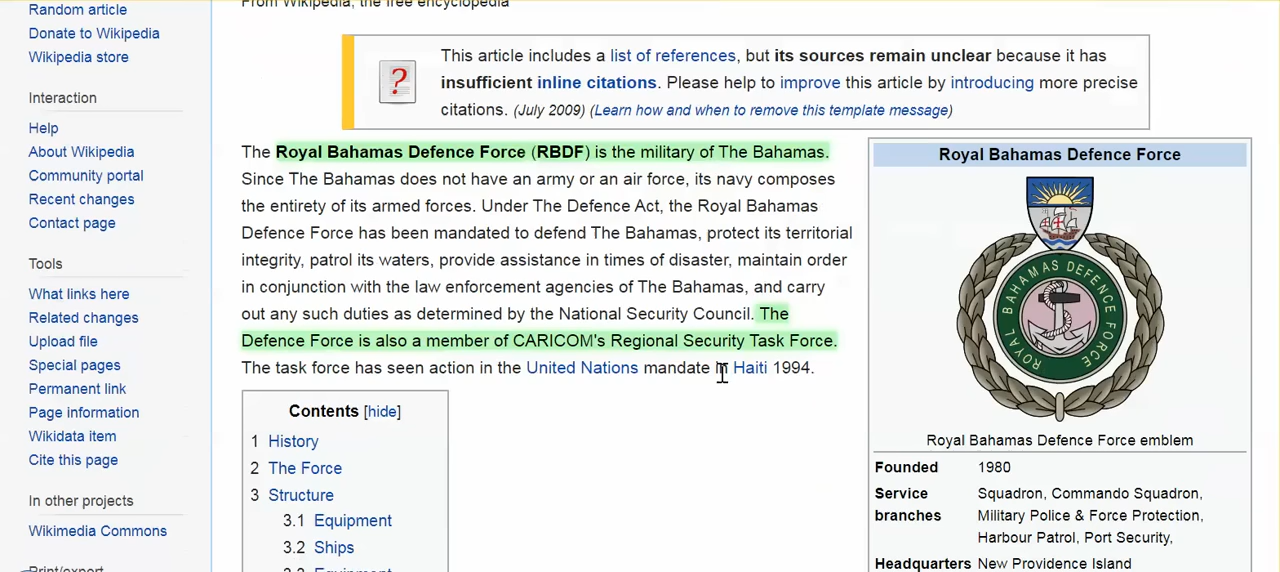 From Wikipedia, the free encyclopedia
Random article
Donate to Wikipedia
Wikipedia store
Interaction
Help
About Wikipedia
Community portal
Recent changes
Contact page
Tools
What links here
Related changes
Upload file
Special pages
Permanent link
Page information
Wikidata item
Cite this page
In other projects
Wikimedia Commons
Print/export
This article includes a list of references, but its sources remain unclear because it has
insufficient inline citations. Please help to improve this article by introducing more precise
citations. (July 2009) (Learn how and when to remove this template message)
The Royal Bahamas Defence Force (RBDF) is the military of The Bahamas.
Since The Bahamas does not have an army or an air force, its navy composes
the entirety of its armed forces. Under The Defence Act, the Royal Bahamas
Defence Force has been mandated to defend The Bahamas, protect its territorial
integrity, patrol its waters, provide assistance in times of disaster, maintain order
in conjunction with the law enforcement agencies of The Bahamas, and carry
out any such duties as determined by the National Security Council. The
Defence Force is also a member of CARICOM's Regional Security Task Force.
The task force has seen action in the United Nations mandate in Haiti 1994.
Contents [hide]
1 History
2 The Force
3 Structure
3.1 Equipment
3.2 Ships
3.3 Equipment
Royal Bahamas Defence Force
ROYAL BAHAMAS DEFENCE FORCE
Royal Bahamas Defence Force emblem
Founded 1980
Service branches Squadron, Commando Squadron,
Military Police & Force Protection,
Harbour Patrol, Port Security,
Headquarters New Providence Island